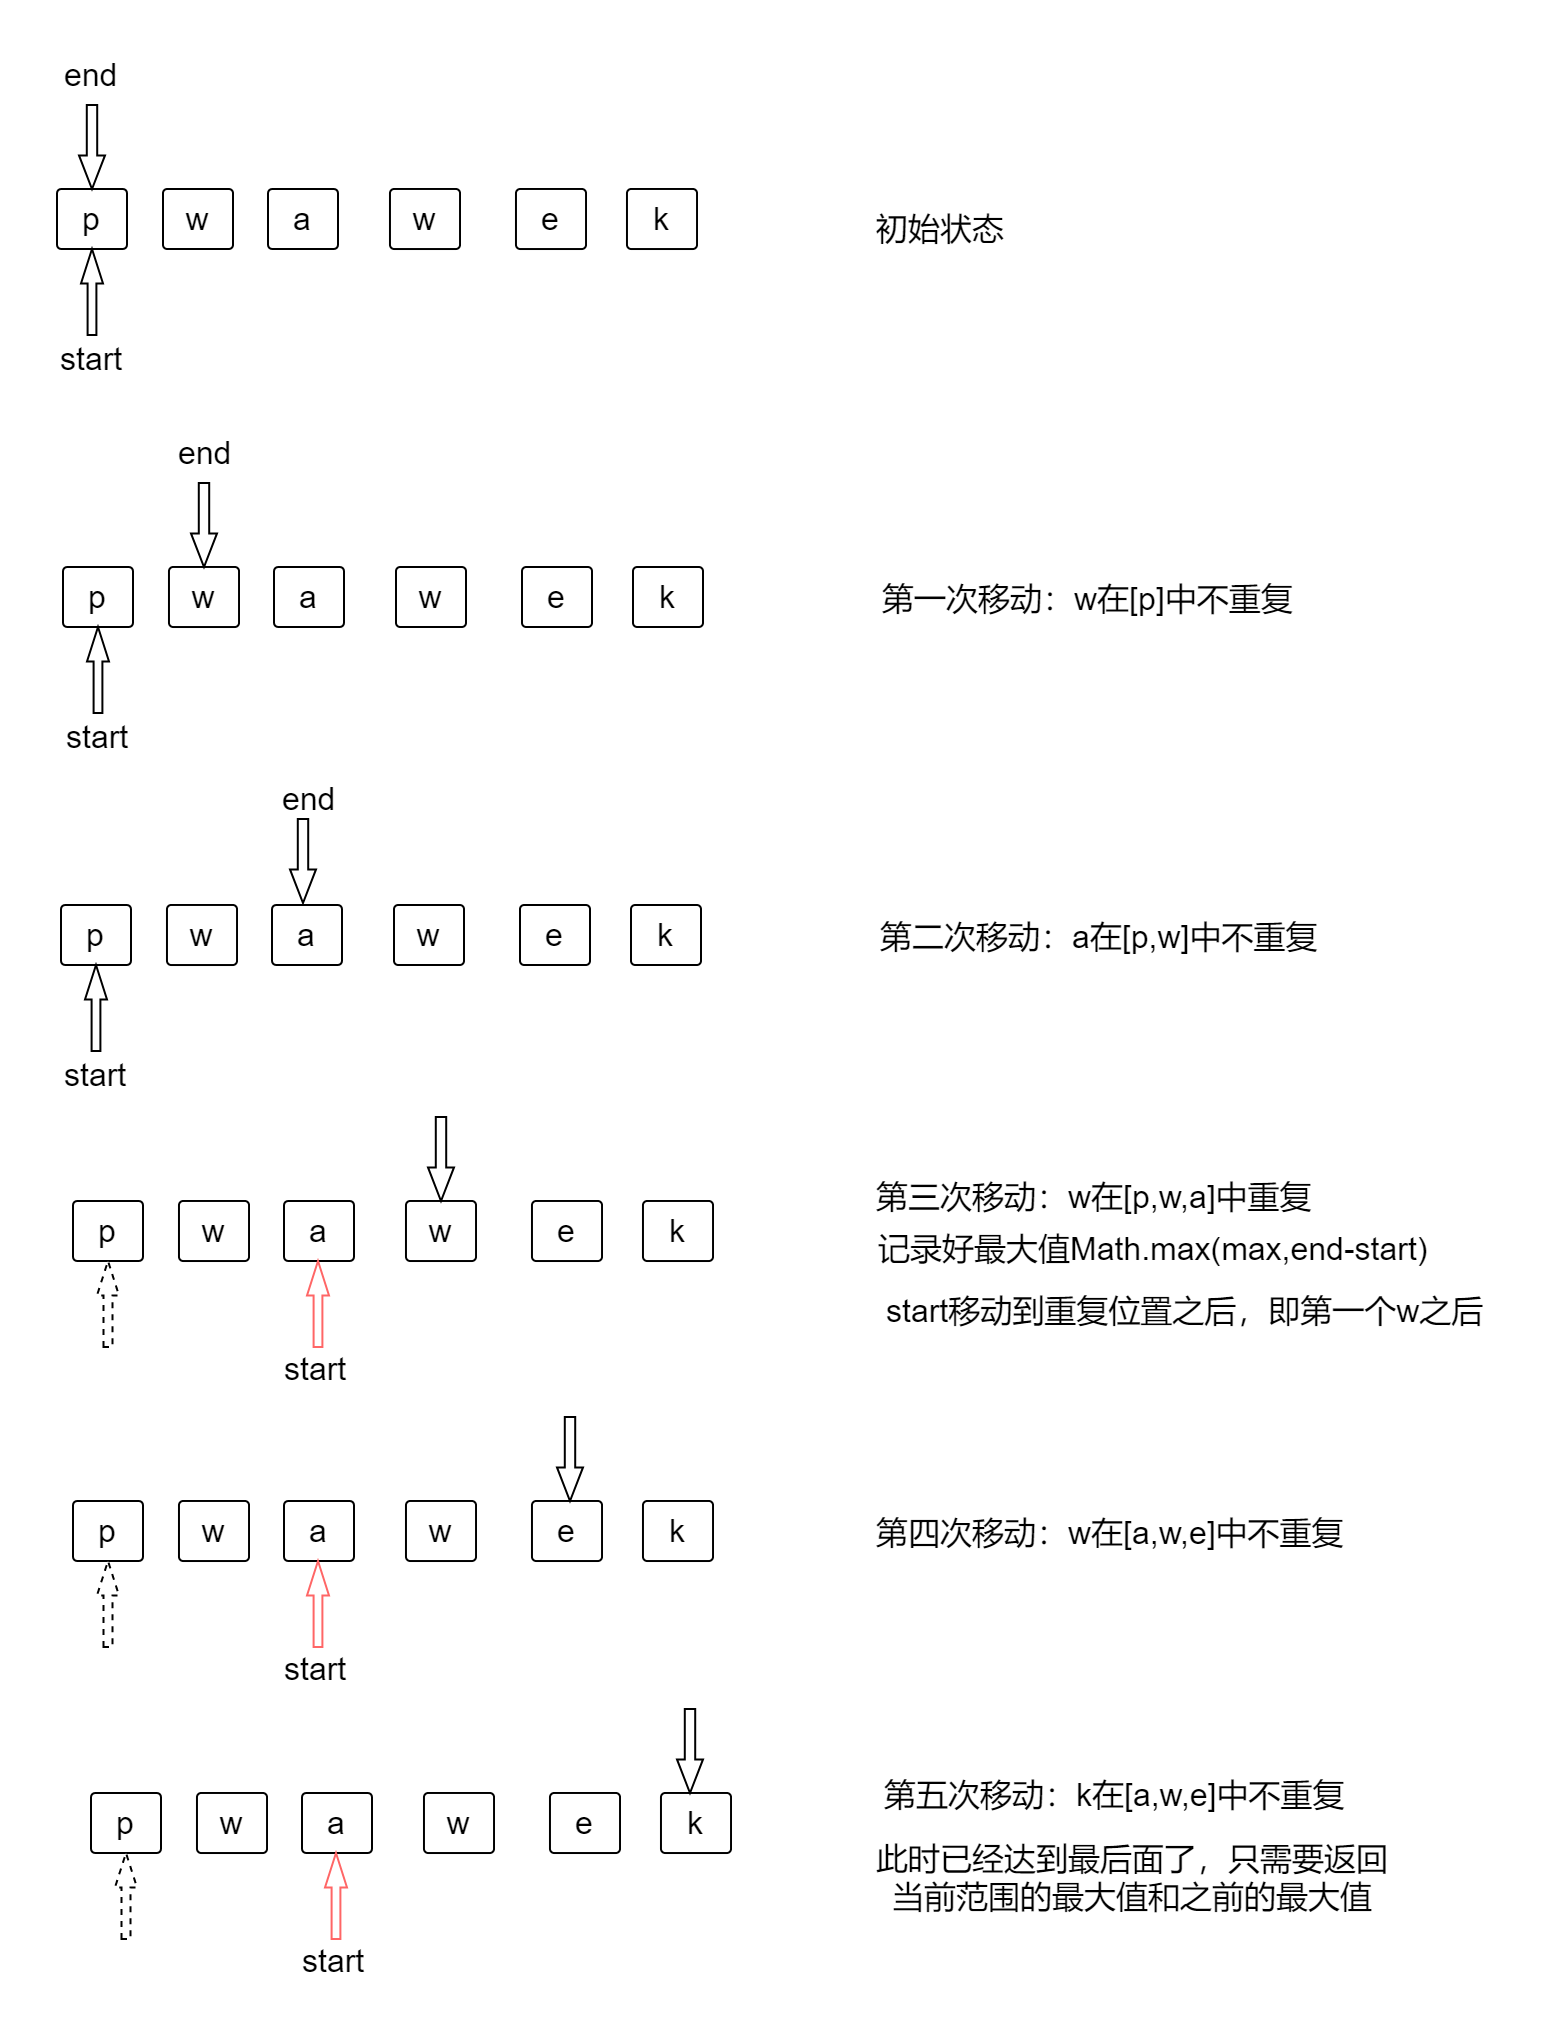 end
p w a w e k
初始状态
start
end
p w a w e k
第一次移动：w在[p]中不重复
start
end
p w a w e k
第二次移动：a在[p,w]中不重复
start
第三次移动：w在[p,w,a]中重复
p w a w e k
记录好最大值Math.max(max,end-start)
start移动到重复位置之后，即第一个w之后
start
p w a w e k
第四次移动：w在[a,w,e]中不重复
start
第五次移动：k在[a,w,e]中不重复
p w a w e k
此时已经达到最后面了，只需要返回
当前范围的最大值和之前的最大值
start